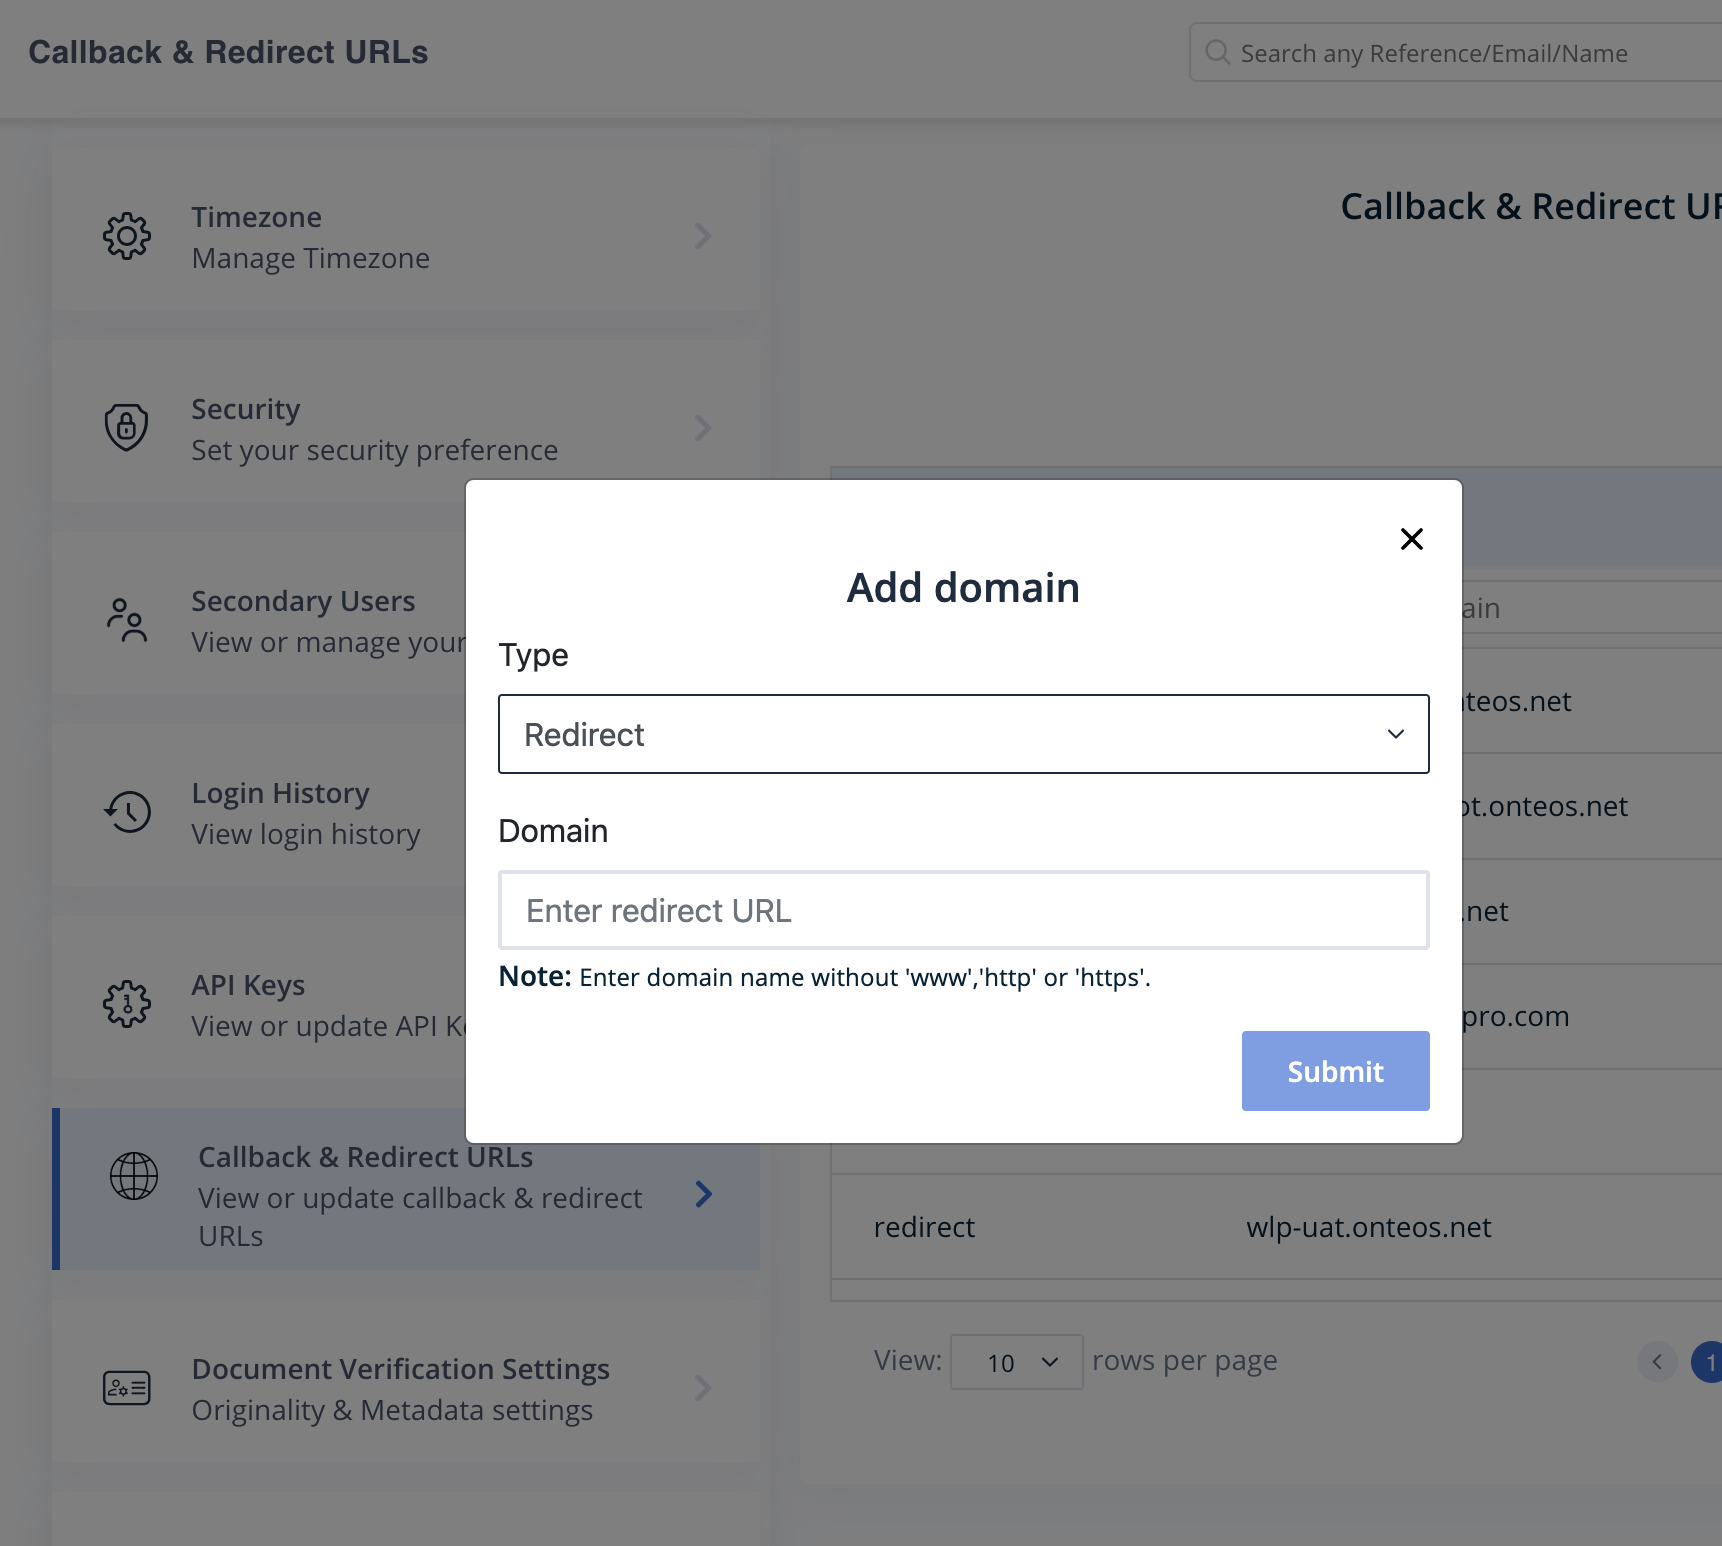 Callback & Redirect URLs
Search any Reference/Email/Name
Timezone
Manage Timezone
Security
Set your security preference
Secondary Users
View or manage your
Login History
View login history
API Keys
View or update API
Callback & Redirect URLs
View or update callback & redirect
URLs
Document Verification Settings
Originality & Metadata settings
Callback & Redirect
Add domain
Type
Redirect
Domain
Enter redirect URL
Note: Enter domain name without 'www','http' or 'https'.
Submit
ain
teos.net
ot.onteos.net
.net
pro.com
redirect wlp-uat.onteos.net
View: 10 rows per page
1